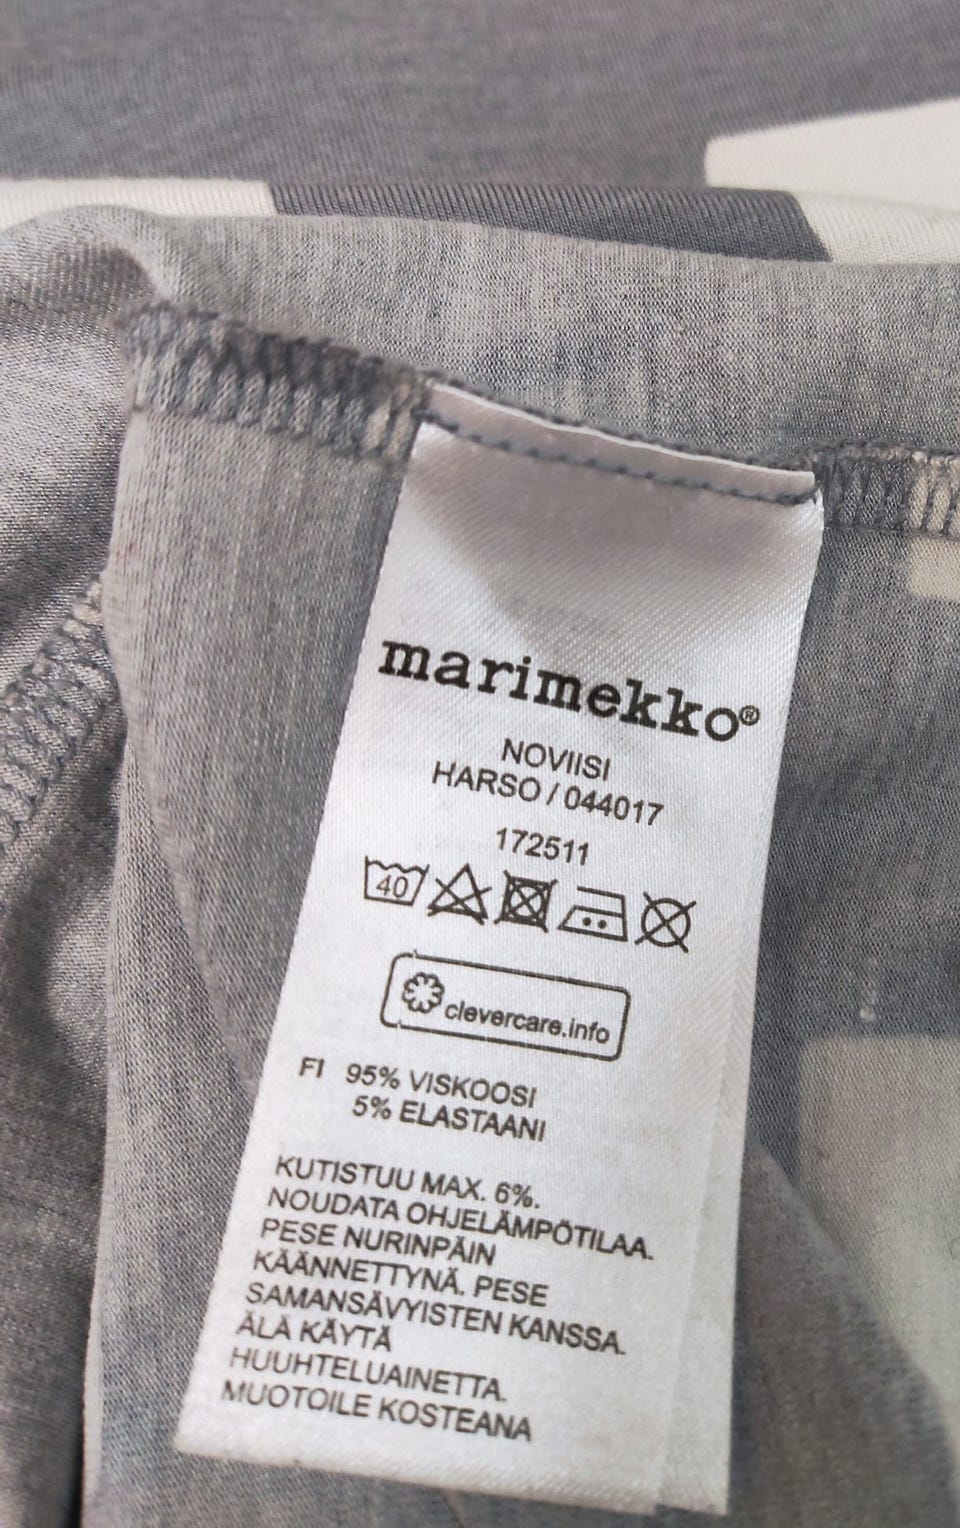 marimekko®
NOVIISI
HARSO / 044017
172511
40
clevercare.info
FI 95% VISKOOSI
5% ELASTAANI
KUTISTUU MAX. 6%.
NOUDATA OHJELÄMPÖTILAA.
PESE NURINPÄIN
KÄÄNNETTYNÄ. PESE
SAMANSÄVYISTEN KANSSA.
ÄLÄ KÄYTÄ
HUUHTELUAINETTA.
MUOTOILE KOSTEANA